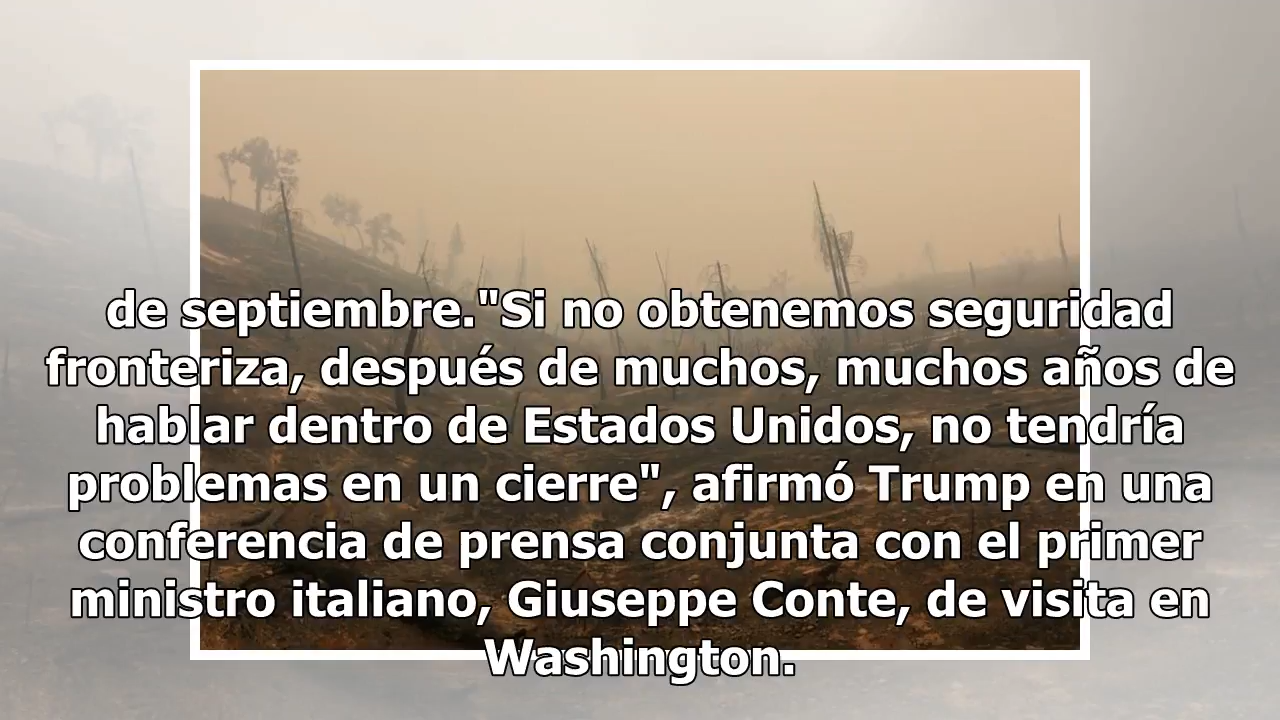 de septiembre."Si no obtenemos seguridad
fronteriza, después de muchos, muchos años de
hablar dentro de Estados Unidos, no tendría
problemas en un cierre", afirmó Trump en una
conferencia de prensa conjunta con el primer
ministro italiano, Giuseppe Conte, de visita en
Washington.